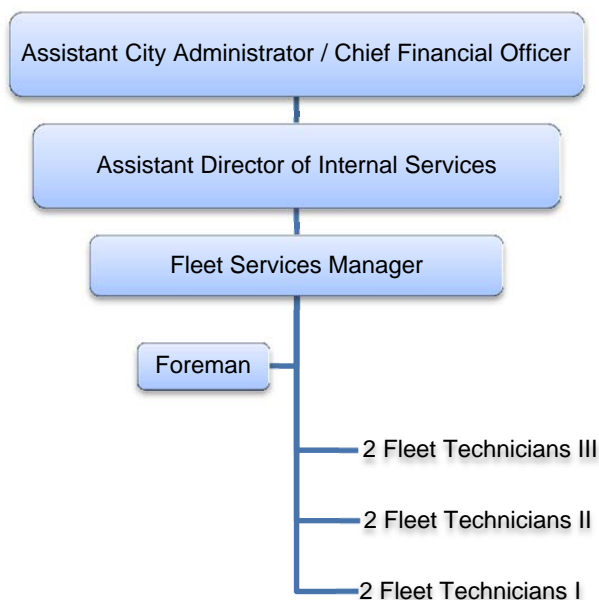 Assistant City Administrator / Chief Financial Officer
Assistant Director of Internal Services
Fleet Services Manager
Foreman
2 Fleet Technicians III
2 Fleet Technicians II
2 Fleet Technicians I